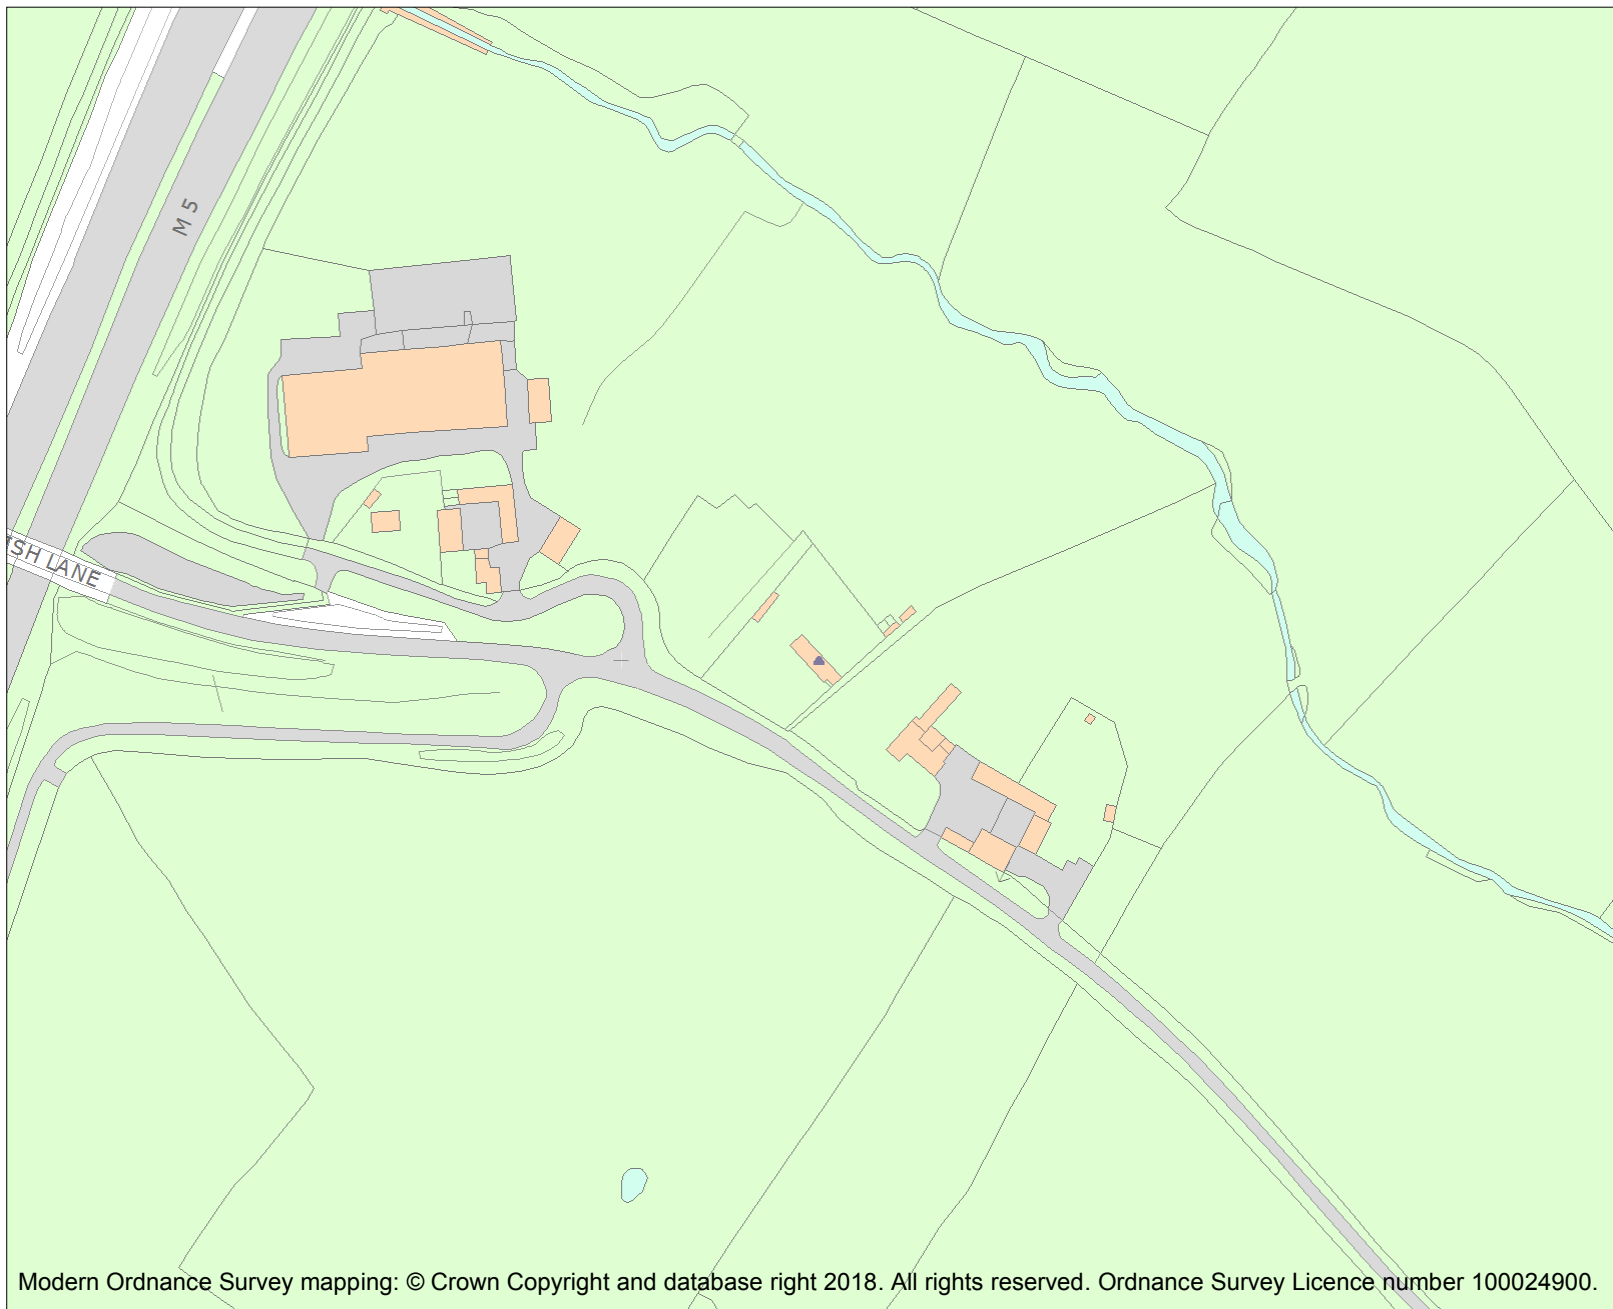 M 5
SH LANE
Modern Ordnance Survey mapping: © Crown Copyright and database right 2018. All rights reserved. Ordnance Survey Licence number 100024900.